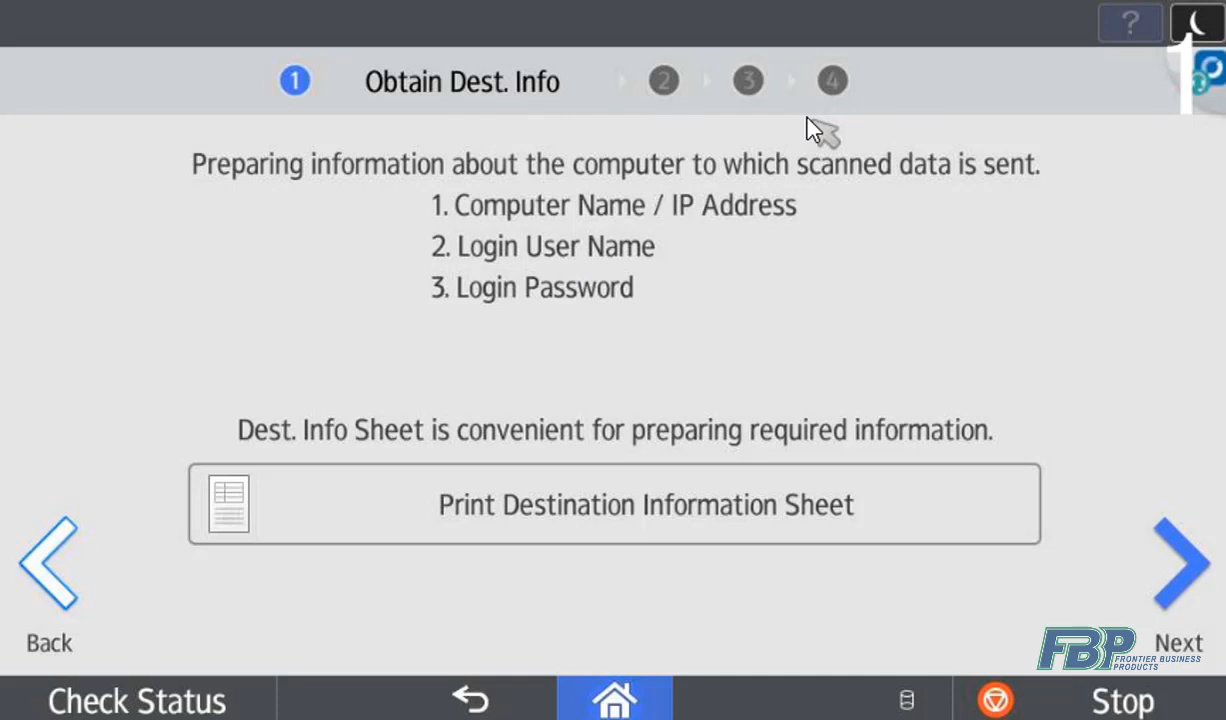 ?
1
1 Obtain Dest. Info 2 3 4
Preparing information about the computer to which scanned data is sent.
1. Computer Name / IP Address
2. Login User Name
3. Login Password
Dest. Info Sheet is convenient for preparing required information.
Print Destination Information Sheet
Back
Next
FBP FRONTIER BUSINESS
PRODUCTS
Check Status
Stop